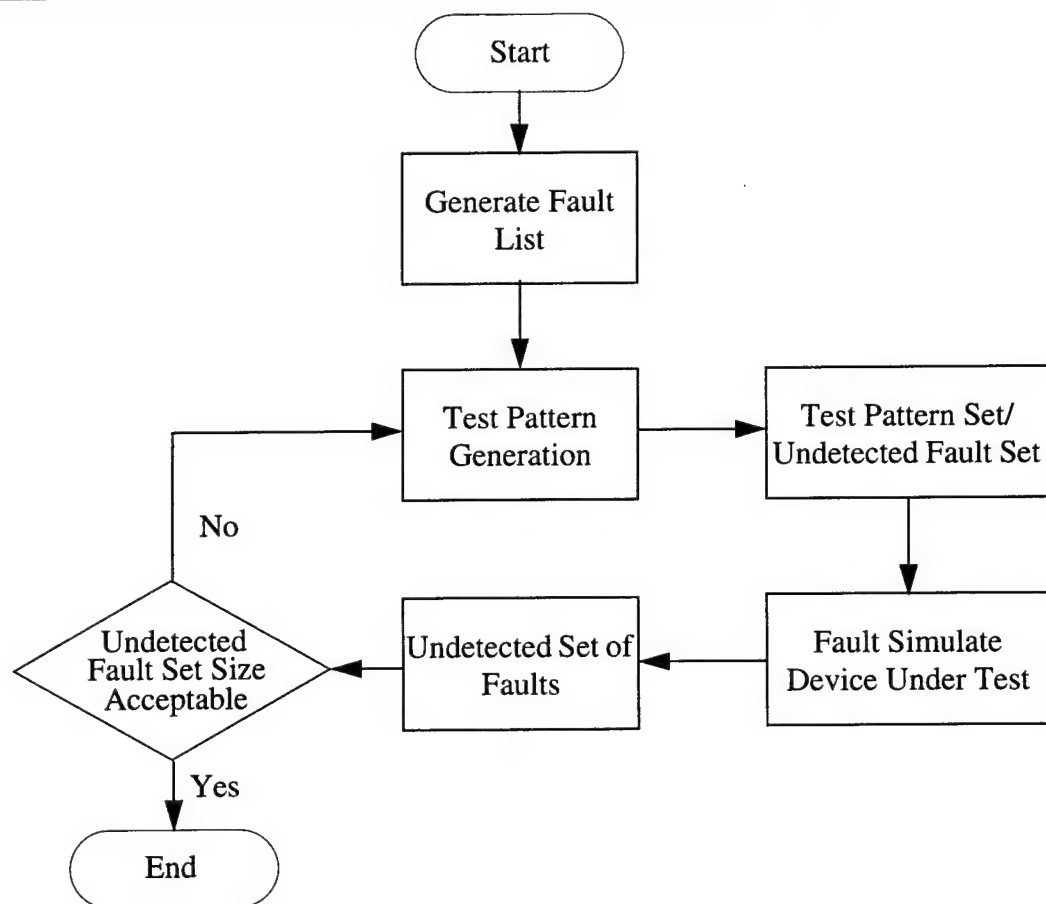 Start
Generate Fault
List
Test Pattern
Generation
Test Pattern Set/
Undetected Fault Set
No
Undetected
Fault Set Size
Acceptable
Undetected Set of
Faults
Fault Simulate
Device Under Test
Yes
End